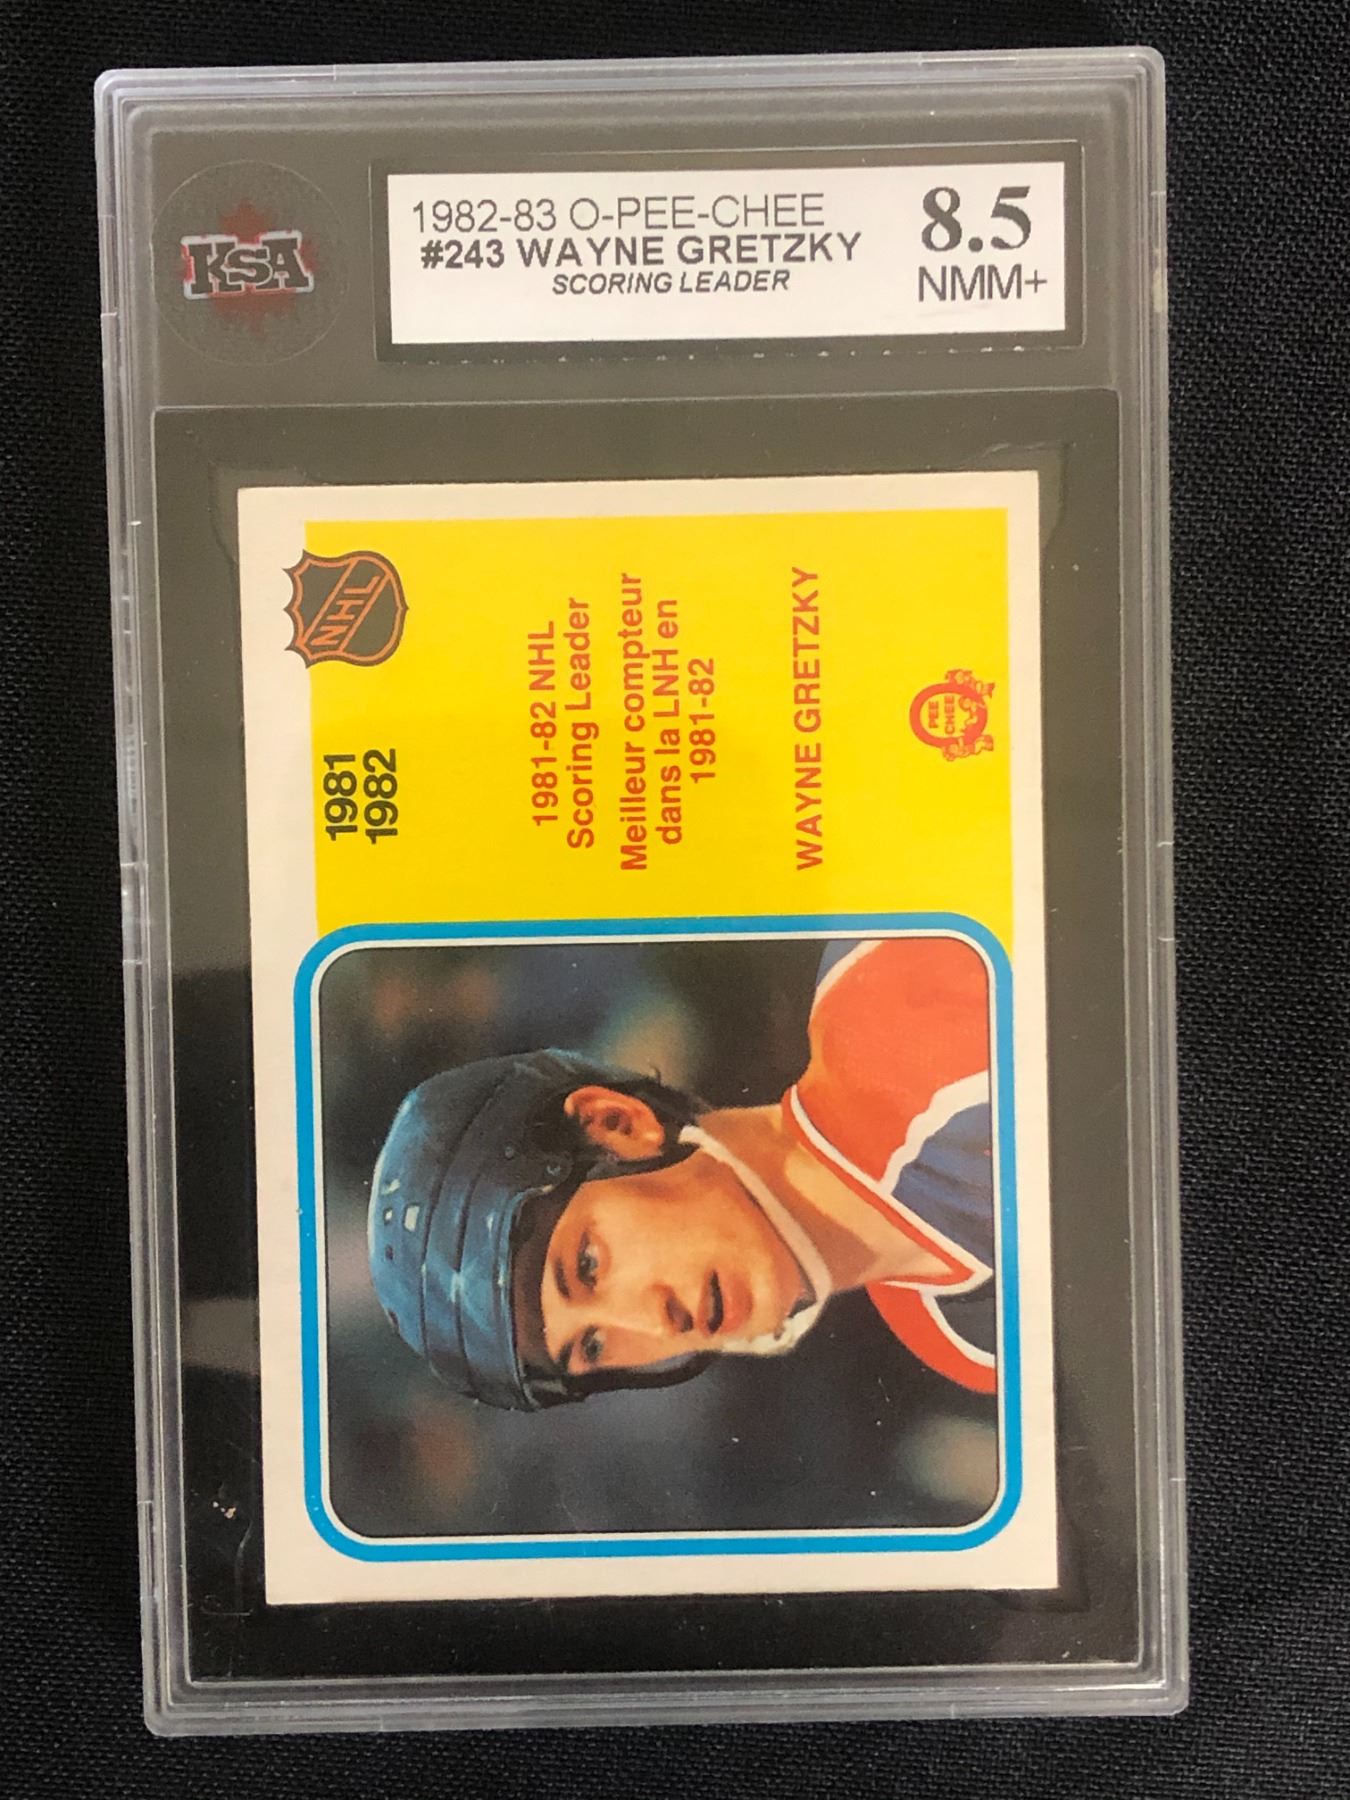 KSA
1982-83 O-PEE-CHEE
#243 WAYNE GRETZKY
SCORING LEADER
8.5
NMM+
NHL
1981
1982
1981-82 NHL
Scoring Leader
Meilleur compteur
dans la LNH en
1981-82
WAYNE GRETZKY
O
PEE
CHEE